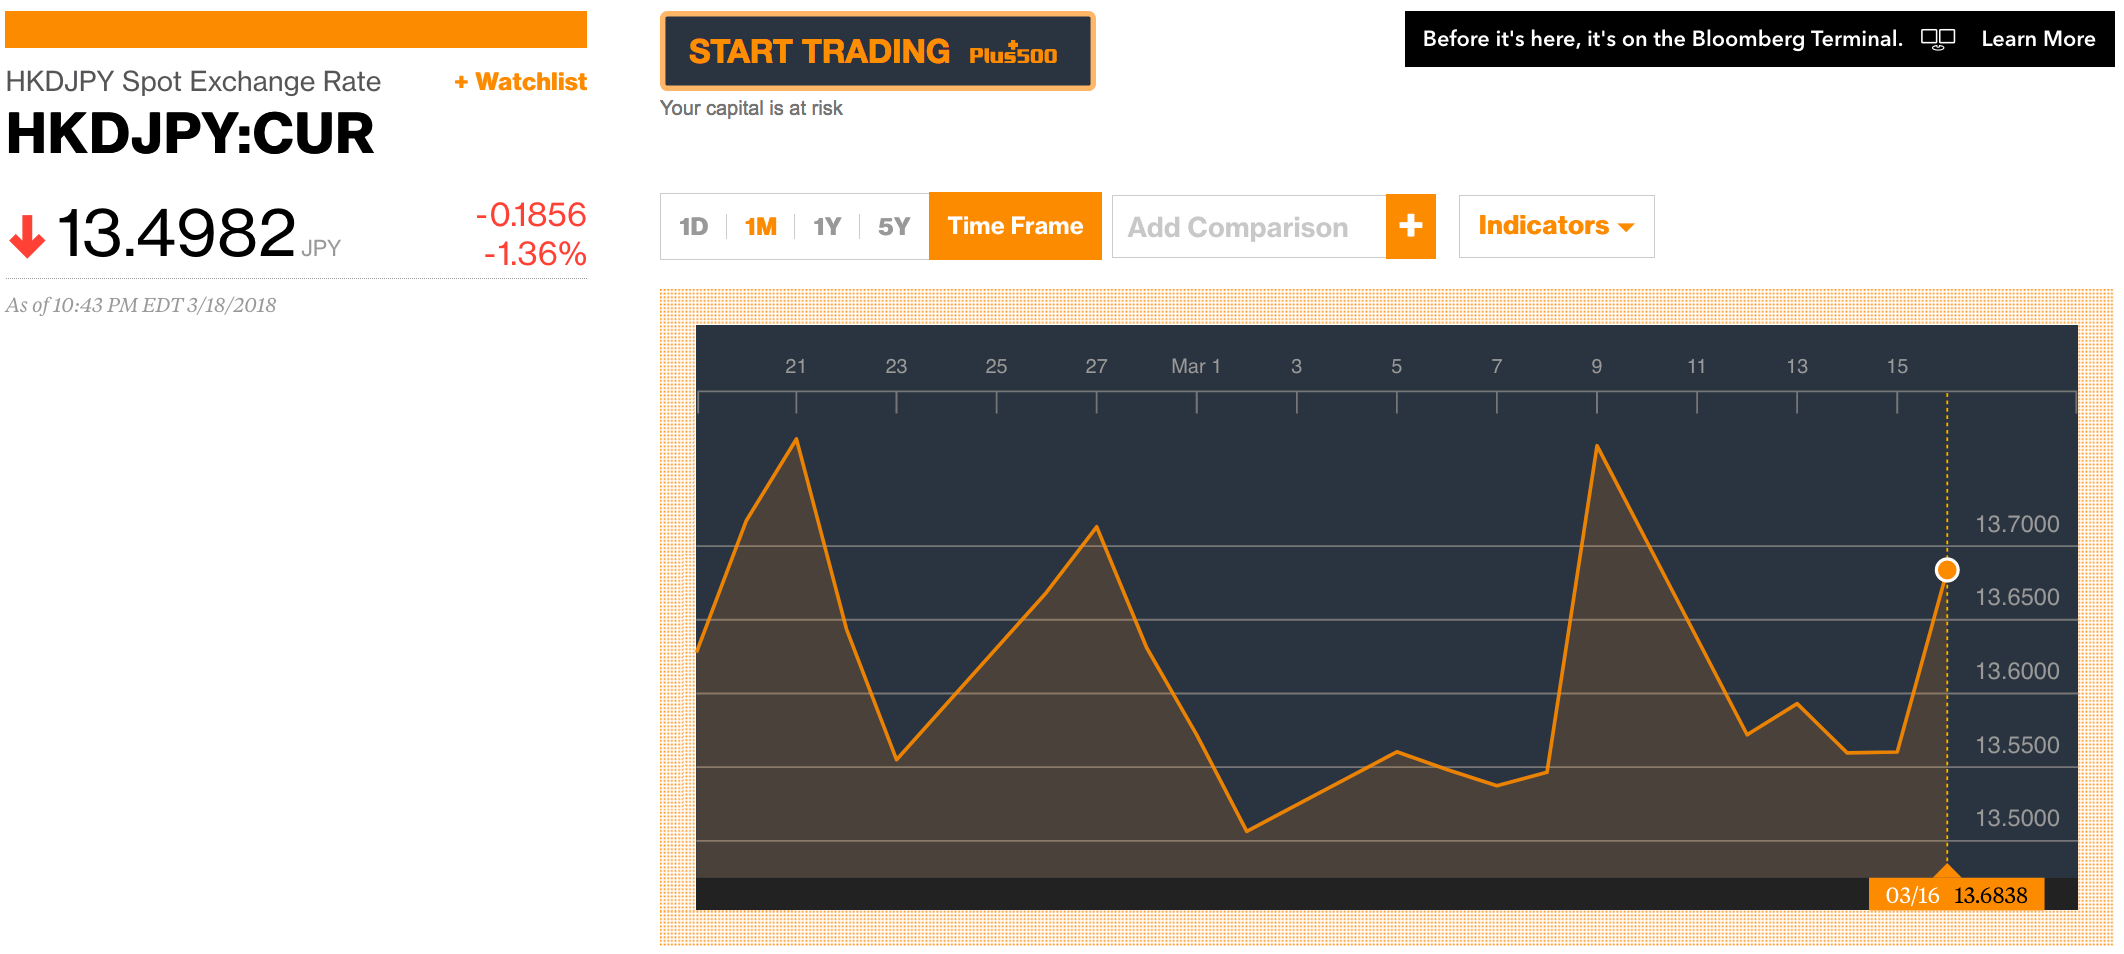 HKDJPY Spot Exchange Rate
+ Watchlist
HKDJPY:CUR
13.4982 JPY
-0.1856
-1.36%
As of 10:43 PM EDT 3/18/2018
START TRADING Plus500
Your capital is at risk
Before it's here, it's on the Bloomberg Terminal. Learn More
1D 1M 1Y 5Y Time Frame
Add Comparison +
Indicators
21 23 25 27 Mar 1 3 5 7 9 11 13 15
13.7000
13.6500
13.6000
13.5500
13.5000
03/16 13.6838